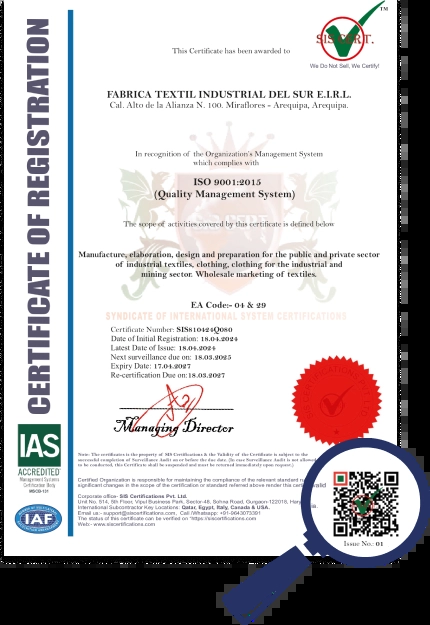 CERTIFICATE OF REGISTRATION
SIS CERT.
TM
We Do Not Sell, We Certify!
This Certificate has been awarded to
FABRICA TEXTIL INDUSTRIAL DEL SUR E.I.R.L.
Cal. Alto de la Alianza N. 100. Miraflores - Arequipa, Arequipa.
In recognition of the Organization's Management System
which complies with
ISO 9001:2015
(Quality Management System)
The scope of activities covered by this certificate is defined below
Manufacture, elaboration, design and preparation for the public and private sector
of industrial textiles, clothing, clothing for the industrial and
mining sector. Wholesale marketing of textiles.
EA Code:- 04 & 29
SYNDICATE OF INTERNATIONAL SYSTEM CERTIFICATIONS
Certificate Number: SIS810424Q080
Date of Initial Registration: 18.04.2024
Latest Date of Issue: 18.04.2024
Next surveillance due on: 18.03.2025
Expiry Date: 17.04.2027
Re-certification Due on: 18.03.2027
Managing Director
IAS
ACCREDITED
Management Systems
Certification Body
MSCB-131
IAF
Note: The certificates is the property of SIS Certifications & the Validity of the Certificate is subject to the
successful completion of Surveillance Audit on or before the due date. (In case Surveillance Audit is not allowed
to be conducted, this Certificate shall be suspended and must be returned immediately upon request.)
Certified Organization is responsible for maintaining the compliance of the relevant standard
significant changes in the scope of the certification or standard referred above render this
Corporate office- SIS Certifications Pvt. Ltd.
Unit No. 514, 5th Floor, Vipul Business Park, Sector-48, Sohna Road, Gurgaon-122018,
International Subcontractor Key Locations: Qatar, Egypt, Italy, Canada & USA.
Email us:- support@siscertifications.com, Call /Whatsapp: +91-9643073391
The status of this certificate can be verified on "https://siscertifications.com
Web:- www.siscertifications.com
Issue No: 01